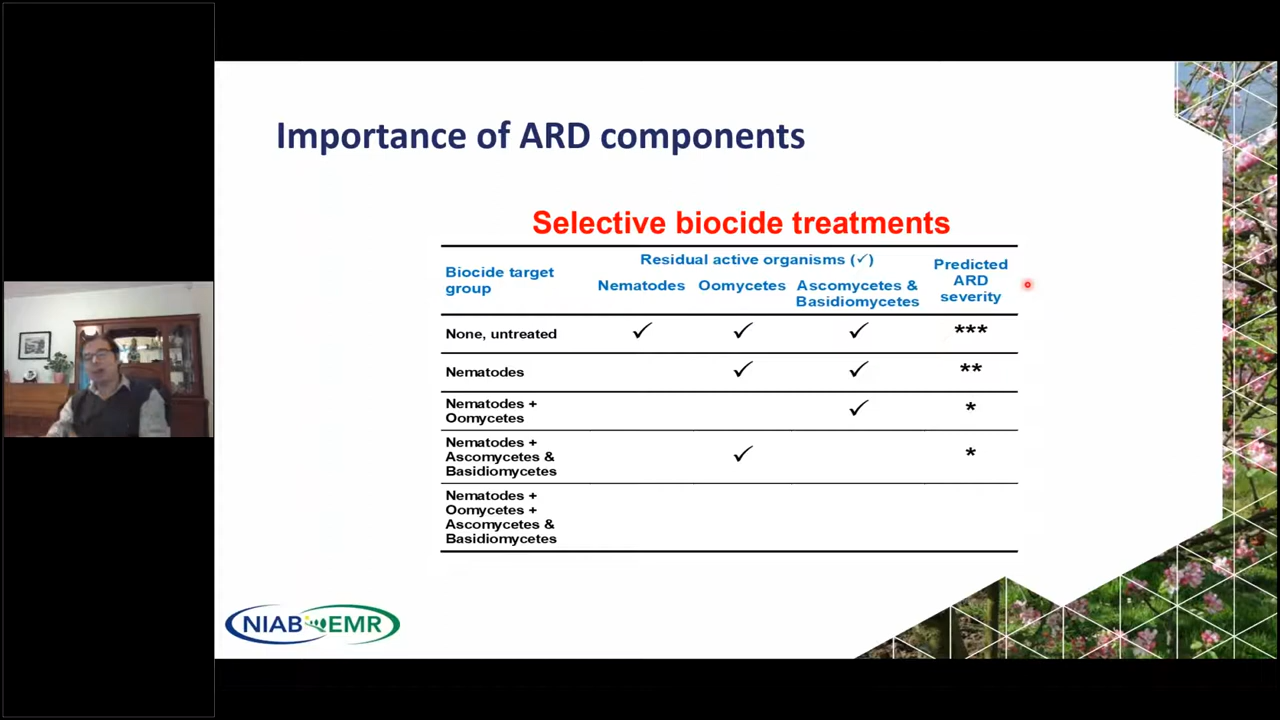 Importance of ARD components
Selective biocide treatments
Biocide target group
Residual active organisms (✓)
Predicted ARD severity
Nematodes
Oomycetes
Ascomycetes & Basidiomycetes
None, untreated ✓ ✓ ✓ ***
Nematodes ✓ ✓ **
Nematodes +
Oomycetes ✓ *
Nematodes +
Ascomycetes &
Basidiomycetes ✓ *
Nematodes +
Oomycetes +
Ascomycetes &
Basidiomycetes
NIAB EMR